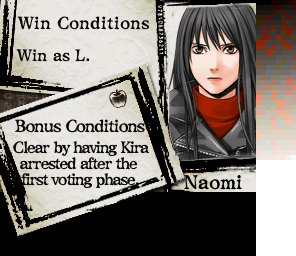 Win Conditions
Win as L.
Bonus Conditions
Clear by having Kira
arrested after the
first voting phase.
Naomi